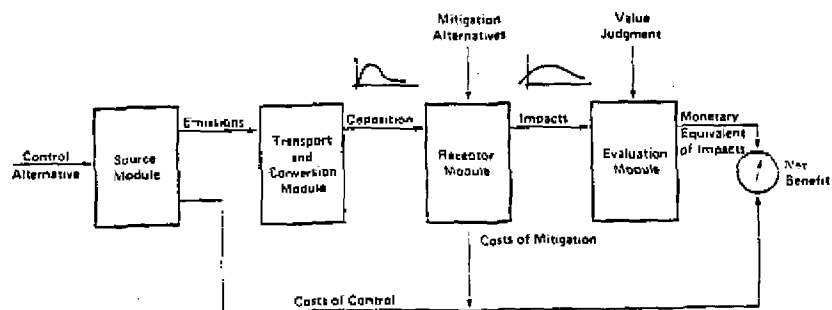 Mitigation
Alternatives
Value
Judgment
Emissions
Deposition
Impacts
Monetary
Equivalent
of Impacts
Control
Alternative
Source
Module
Transport
and
Conversion
Module
Receptor
Module
Evaluation
Module
Net
Benefit
Costs of Mitigation
Costs of Control